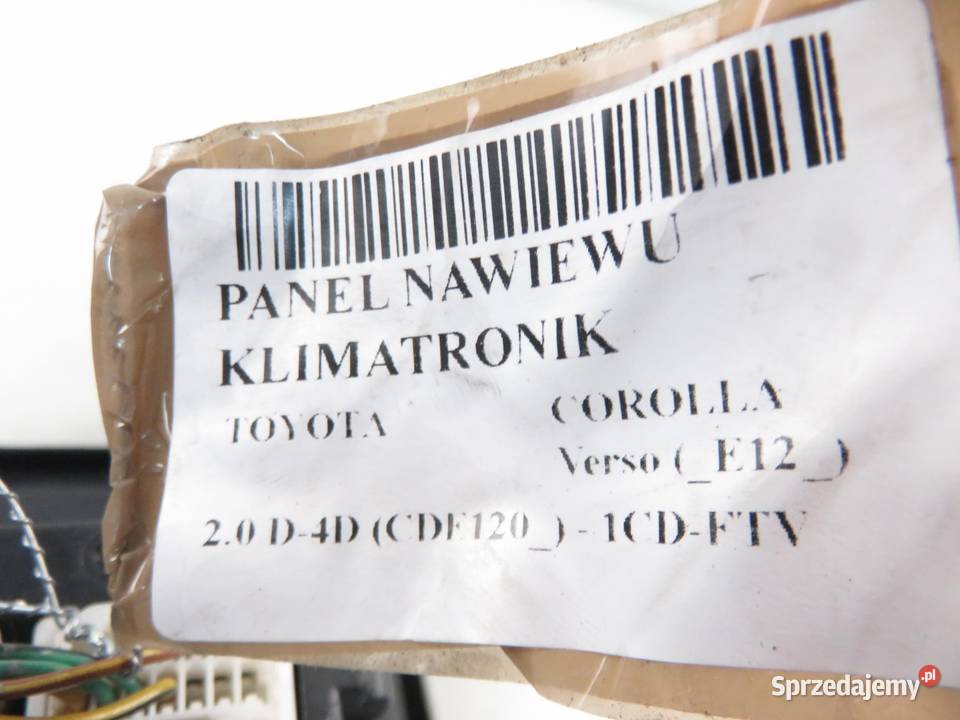 PANEL NAWIEWU
KLIMATRONIK
TOYOTA COROLLA
Verso (_E12_)
2.0 D-4D (CDE120_) - 1CD-FTV
Sprzedajemy.pl